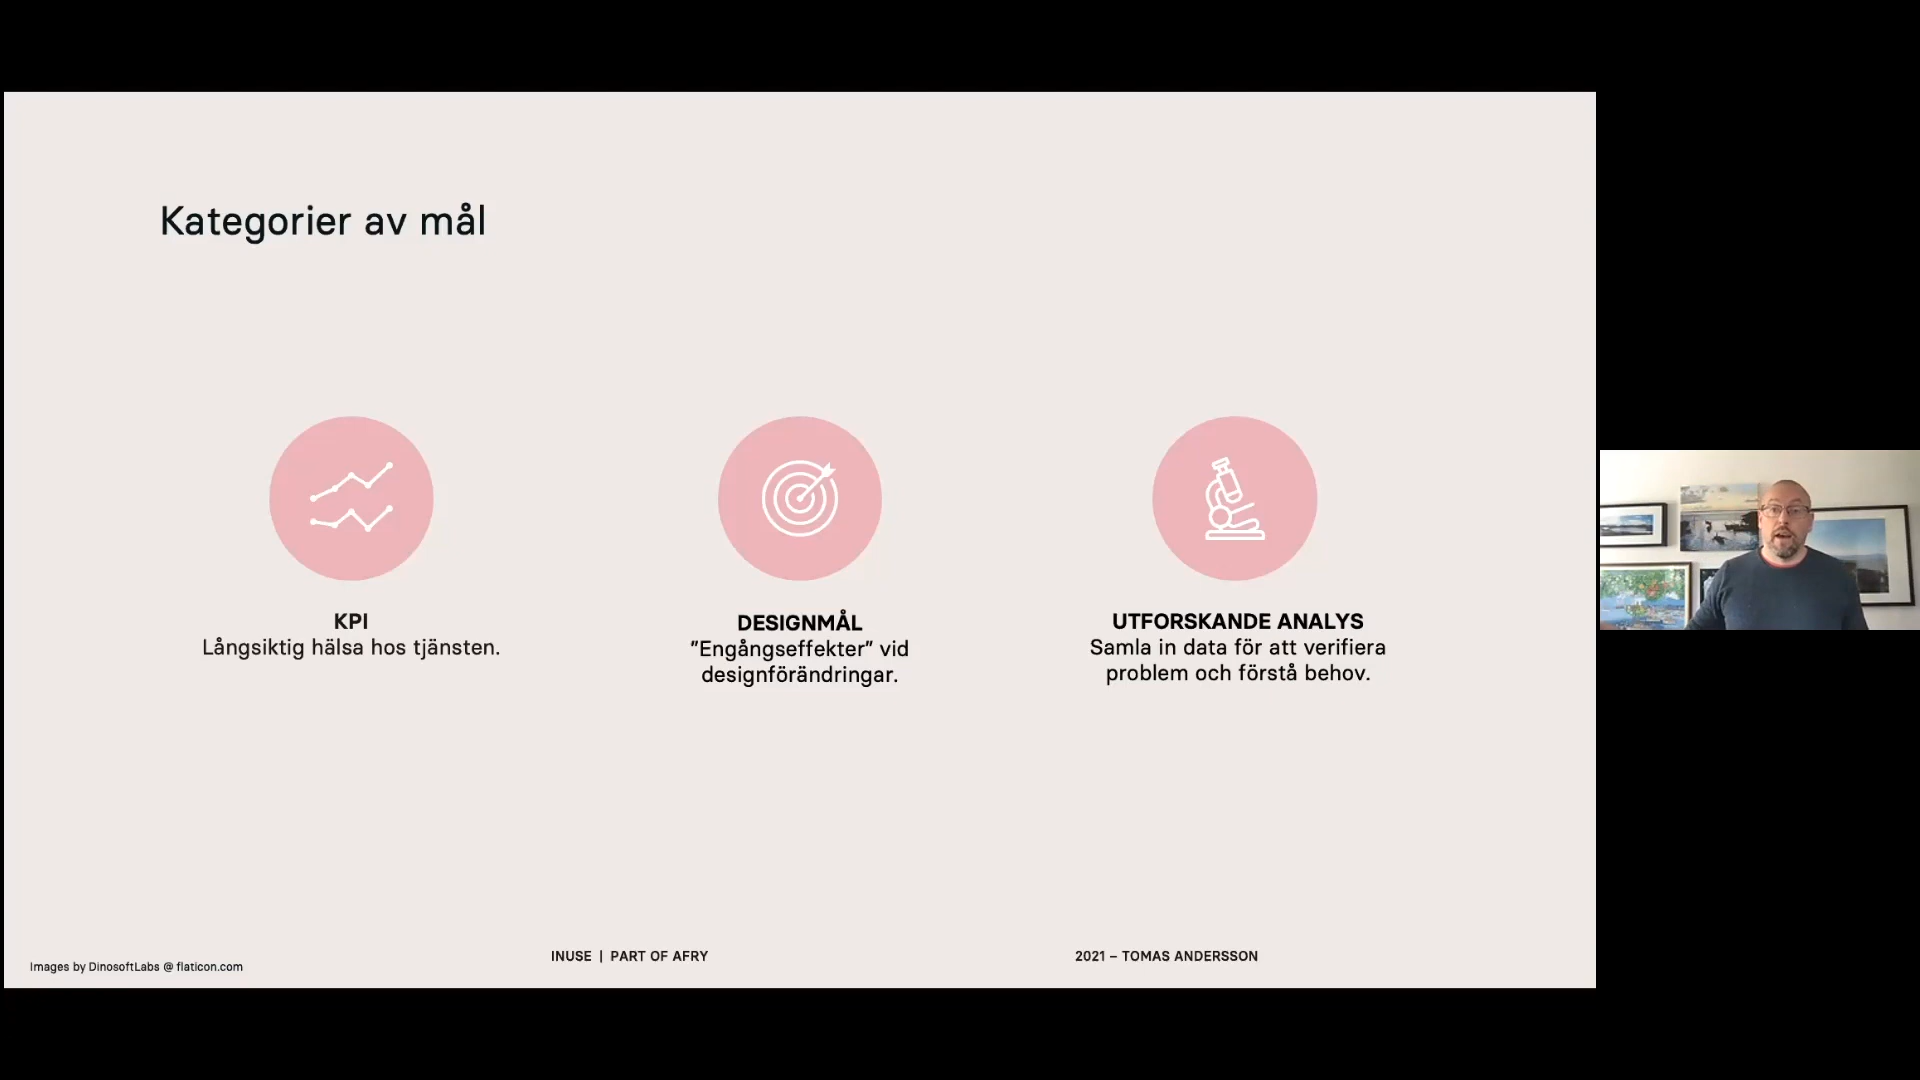 Kategorier av mål
KPI
Långsiktig hälsa hos tjänsten.
DESIGNMÅL
”Engångseffekter” vid
designförändringar.
UTFORSKANDE ANALYS
Samla in data för att verifiera
problem och förstå behov.
Images by DinosoftLabs @ flaticon.com
INUSE | PART OF AFRY
2021 – TOMAS ANDERSSON